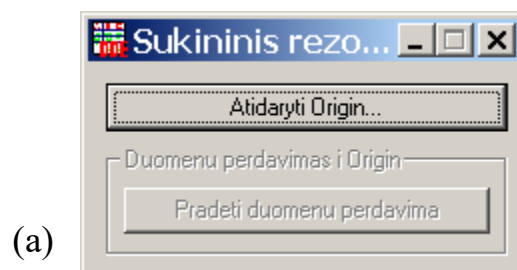 Sukininis rezo...
Atidaryti Origin...
Duomenu perdavimas i Origin
Pradeti duomenu perdavima
(a)